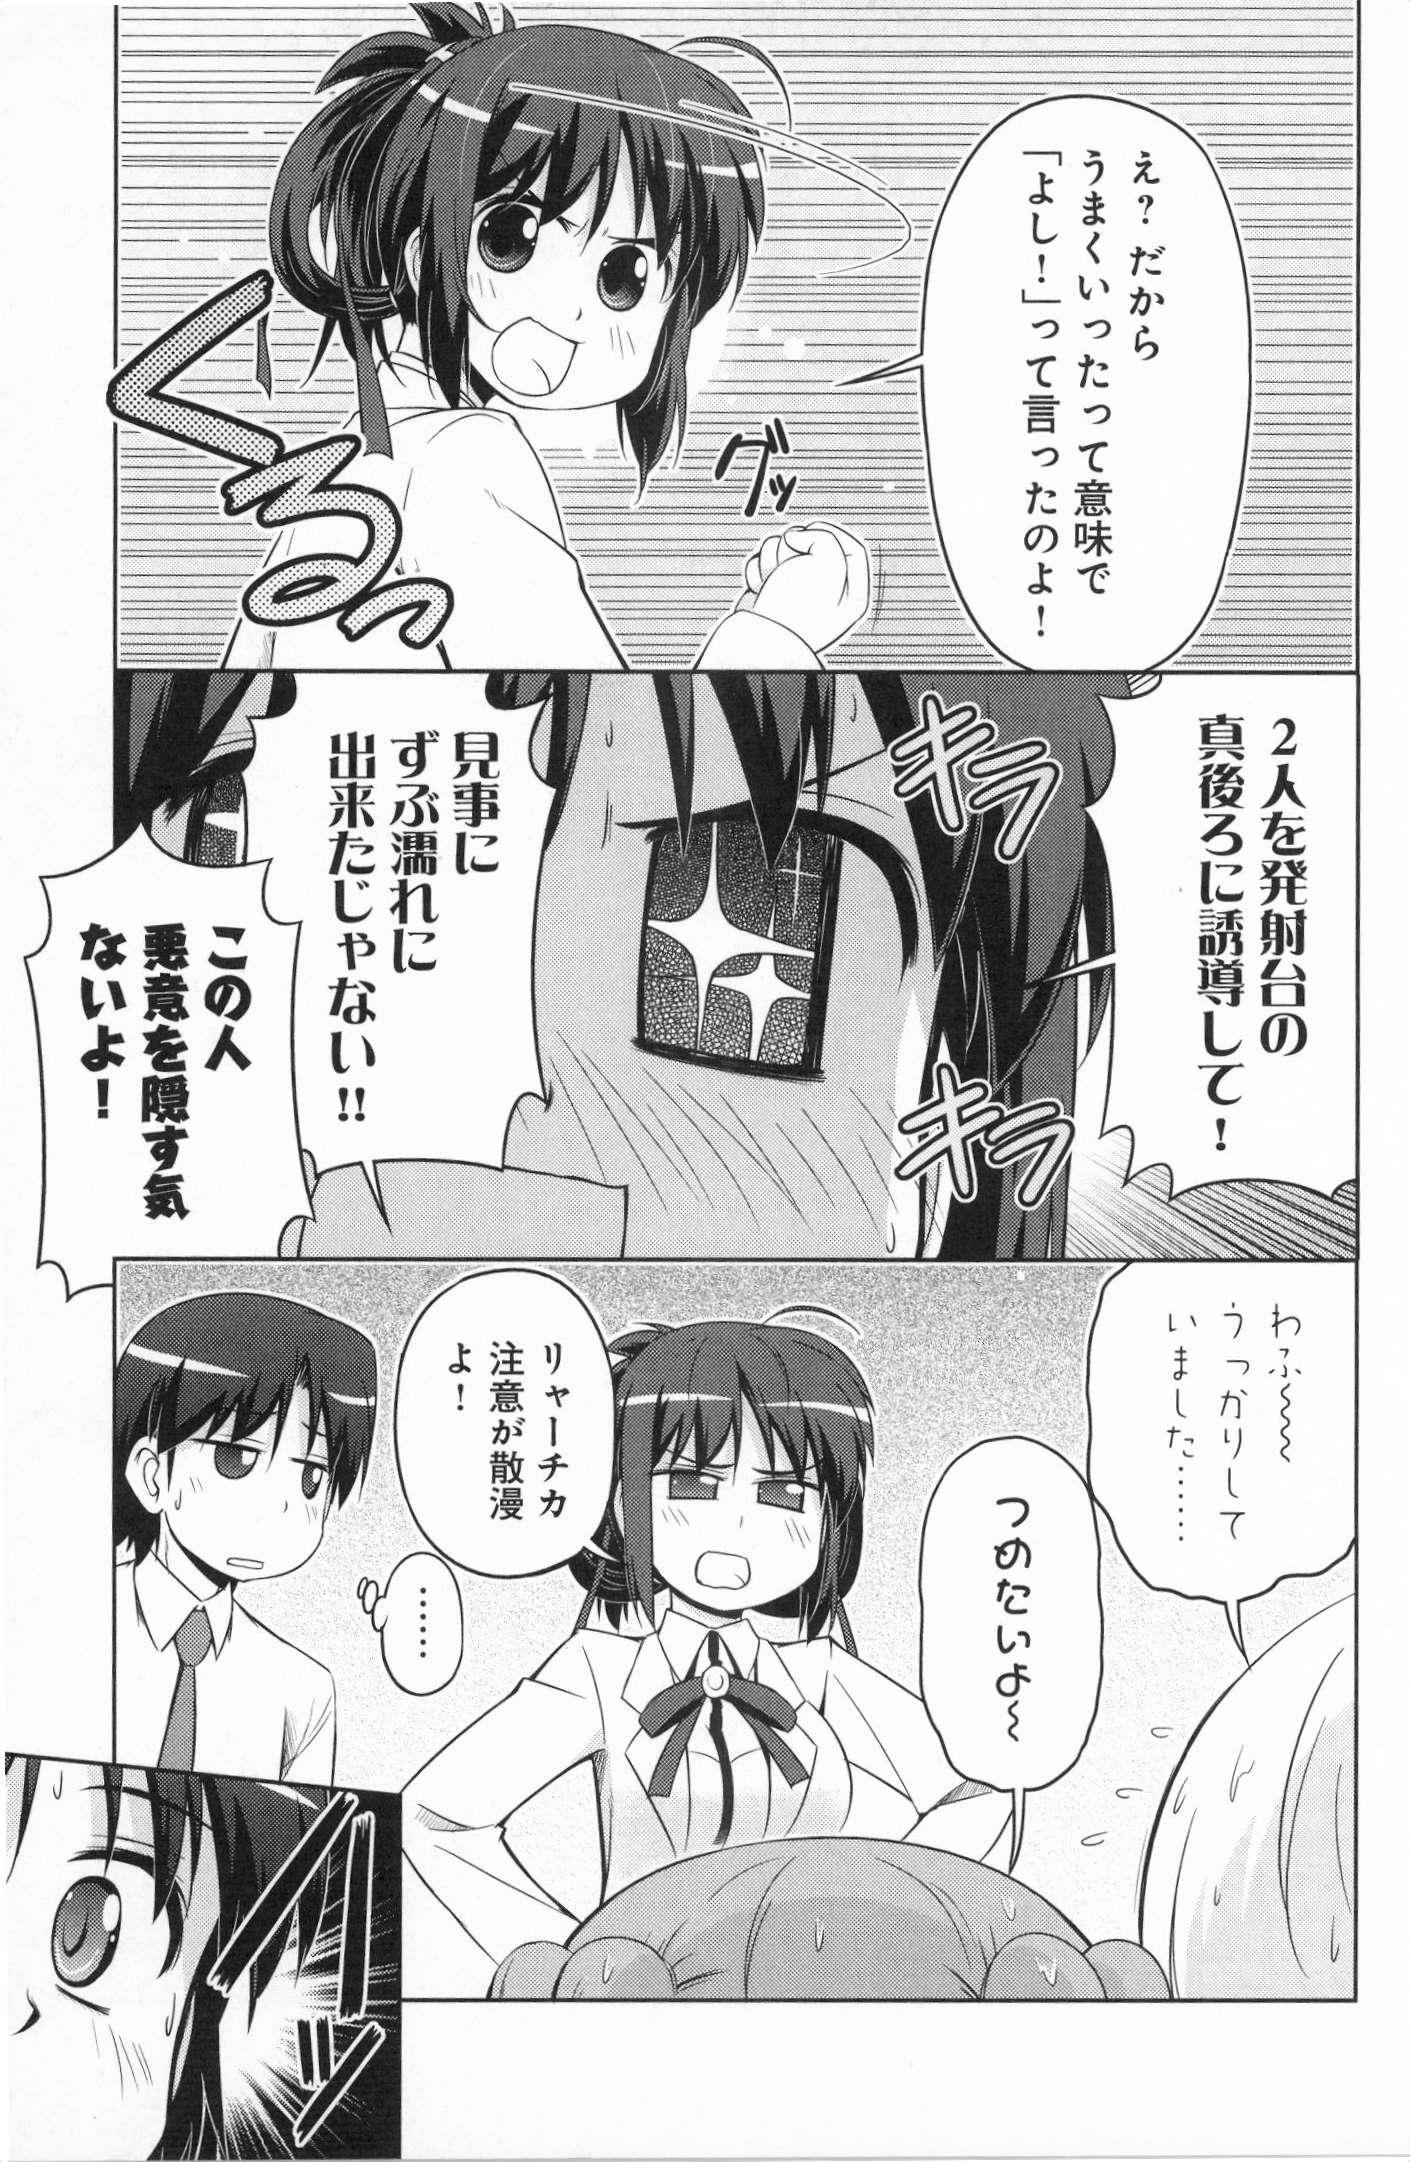 え？だから
うまくいったって意味で
「よし！」って言ったのよ！
グッ
くるっ
2人を発射台の
真後ろに誘導して！
キラキラ
キラキラ
見事に
ずぶ濡れに
出来たじゃない!!
この人
悪意を隠す気
ないよ！
わふ〜〜〜
うっかりして
いました……
つめたいよ〜
リャーチカ
注意が散漫
よ！
……